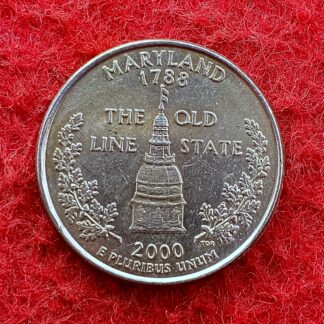 MARYLAND
1788
THE OLD
LINE STATE
2000
E PLURIBUS UNUM